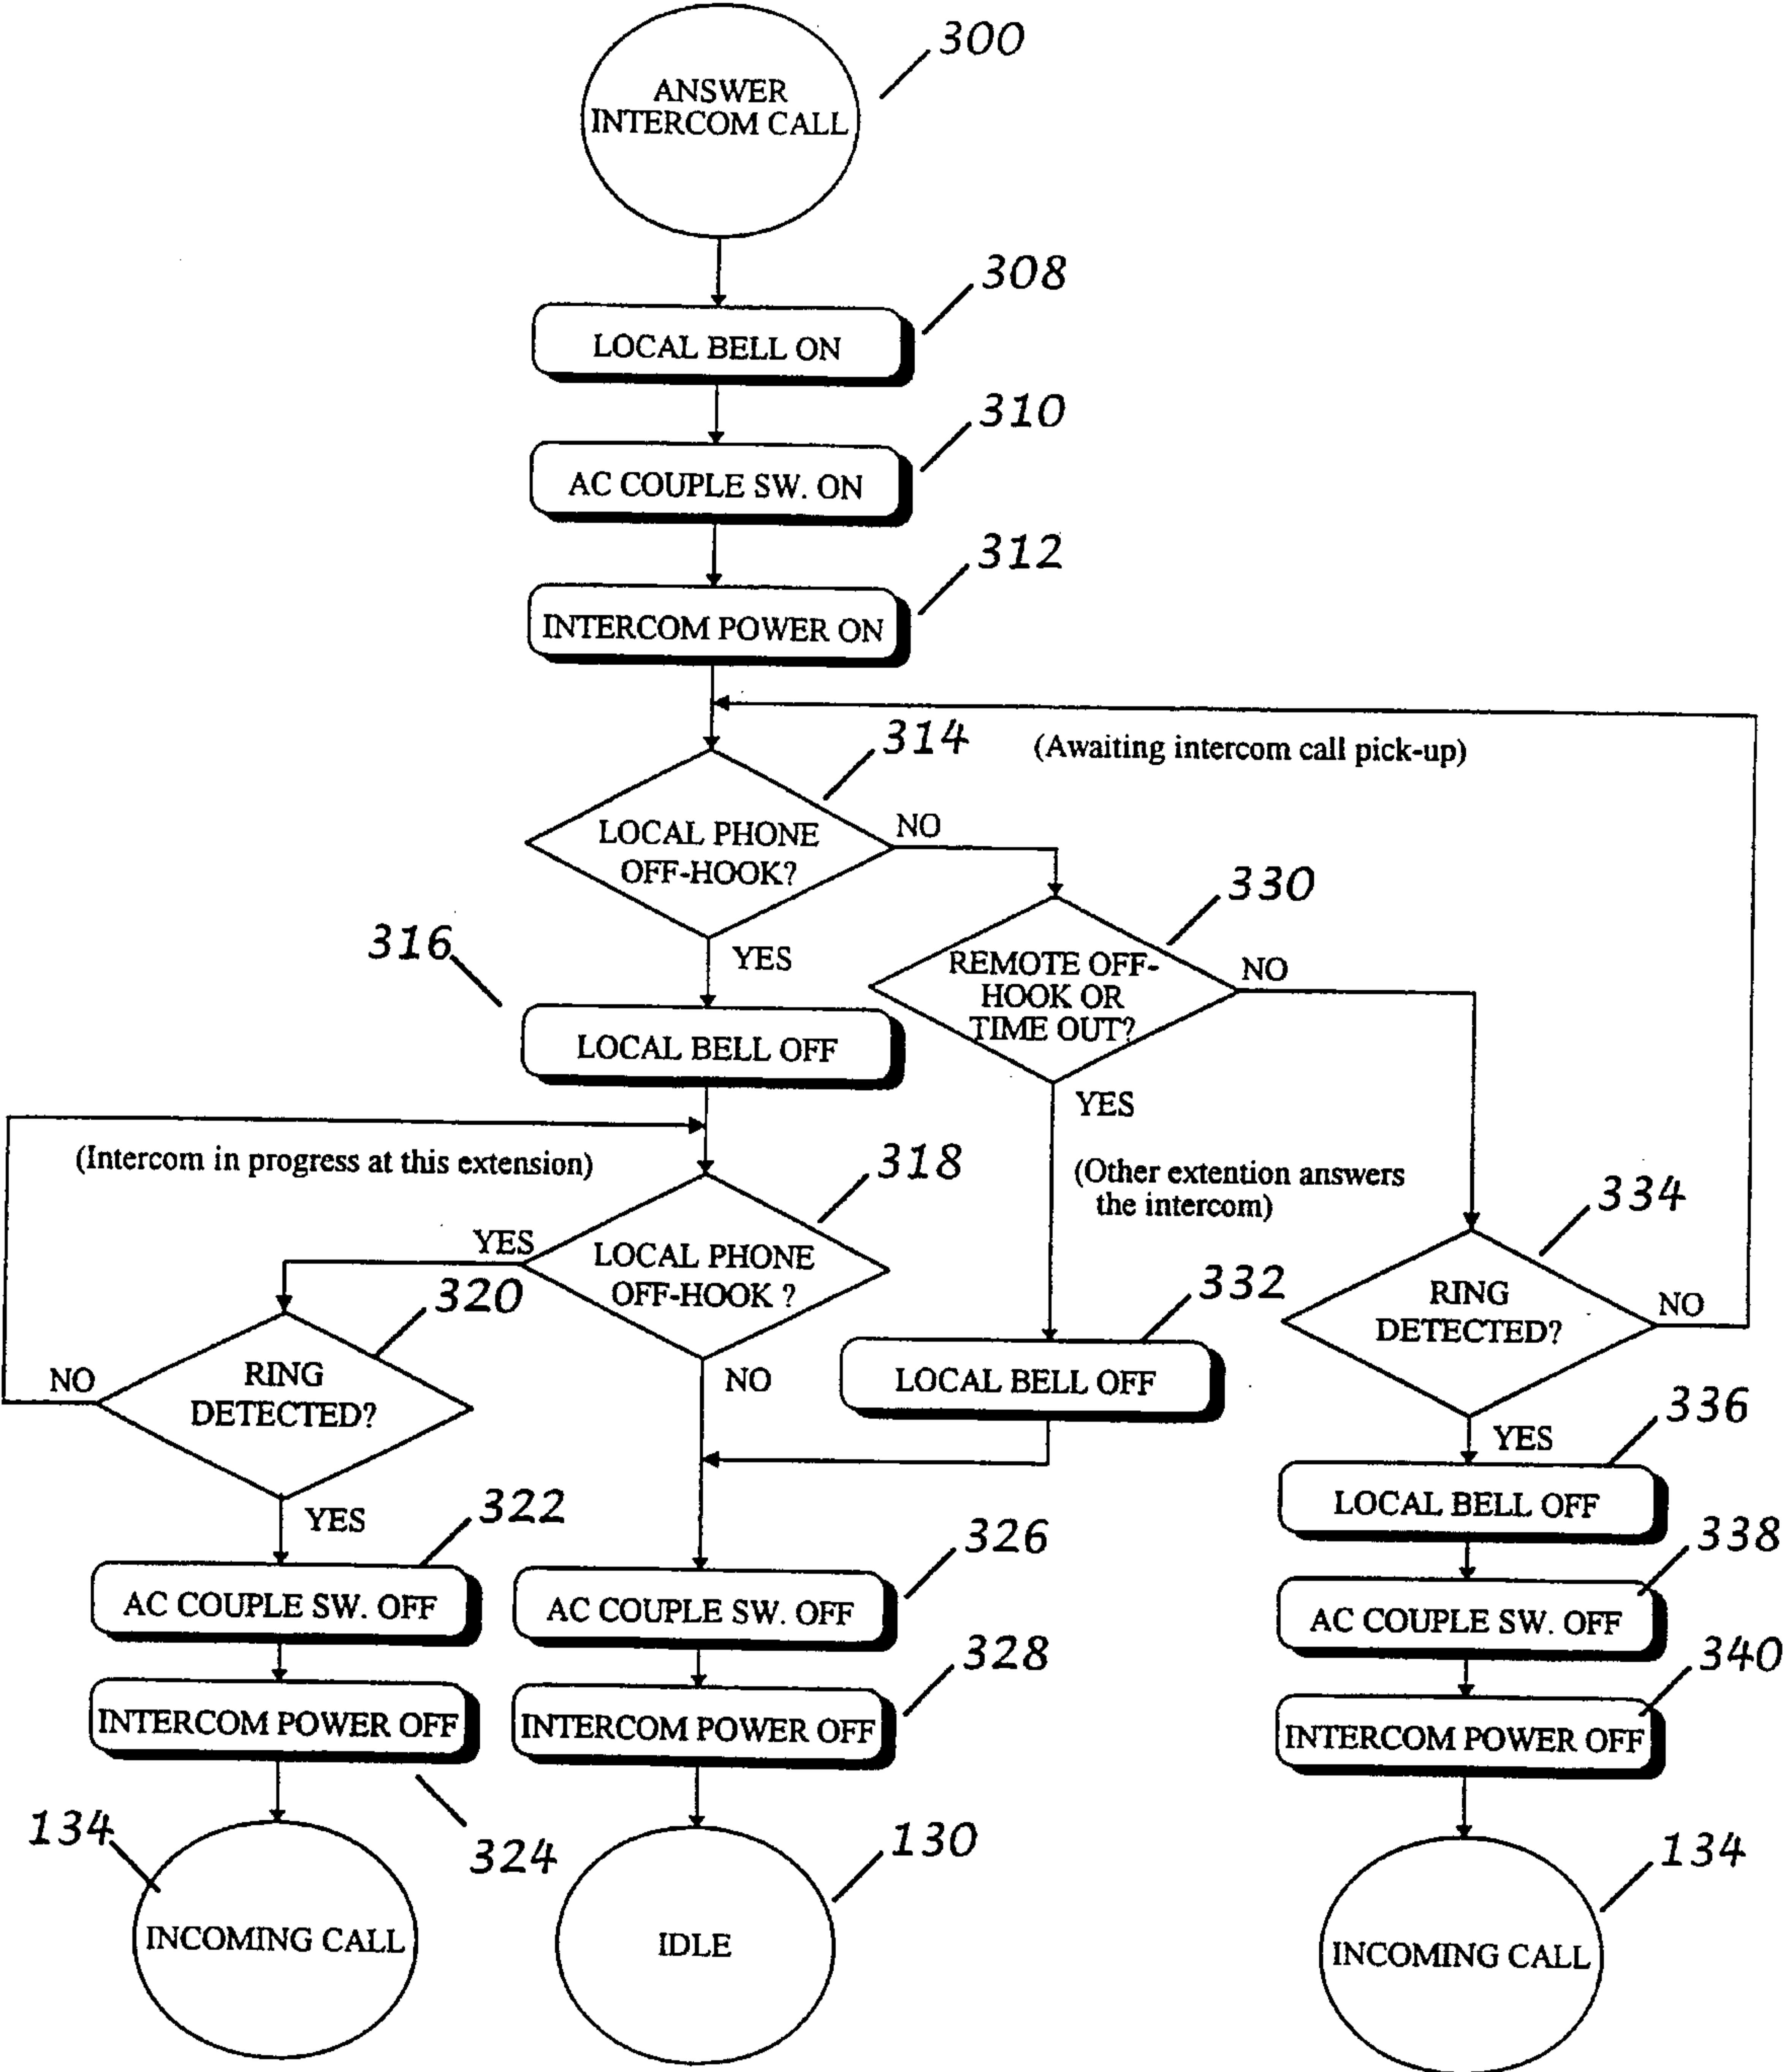 300
ANSWER
INTERCOM CALL
308
LOCAL BELL ON
310
AC COUPLE SW. ON
312
INTERCOM POWER ON
314
(Awaiting intercom call pick-up)
LOCAL PHONE
OFF-HOOK?
NO
330
316
YES
REMOTE OFF-
HOOK OR
TIME OUT?
NO
LOCAL BELL OFF
YES
(Intercom in progress at this extension)
318
(Other extention answers
the intercom)
334
YES
LOCAL PHONE
OFF-HOOK ?
320
332
RING
DETECTED?
NO
RING
DETECTED?
NO
NO
LOCAL BELL OFF
336
YES
322
YES
LOCAL BELL OFF
326
338
AC COUPLE SW. OFF
AC COUPLE SW. OFF
AC COUPLE SW. OFF
328
340
INTERCOM POWER OFF
INTERCOM POWER OFF
INTERCOM POWER OFF
134
324
130
134
INCOMING CALL
IDLE
INCOMING CALL